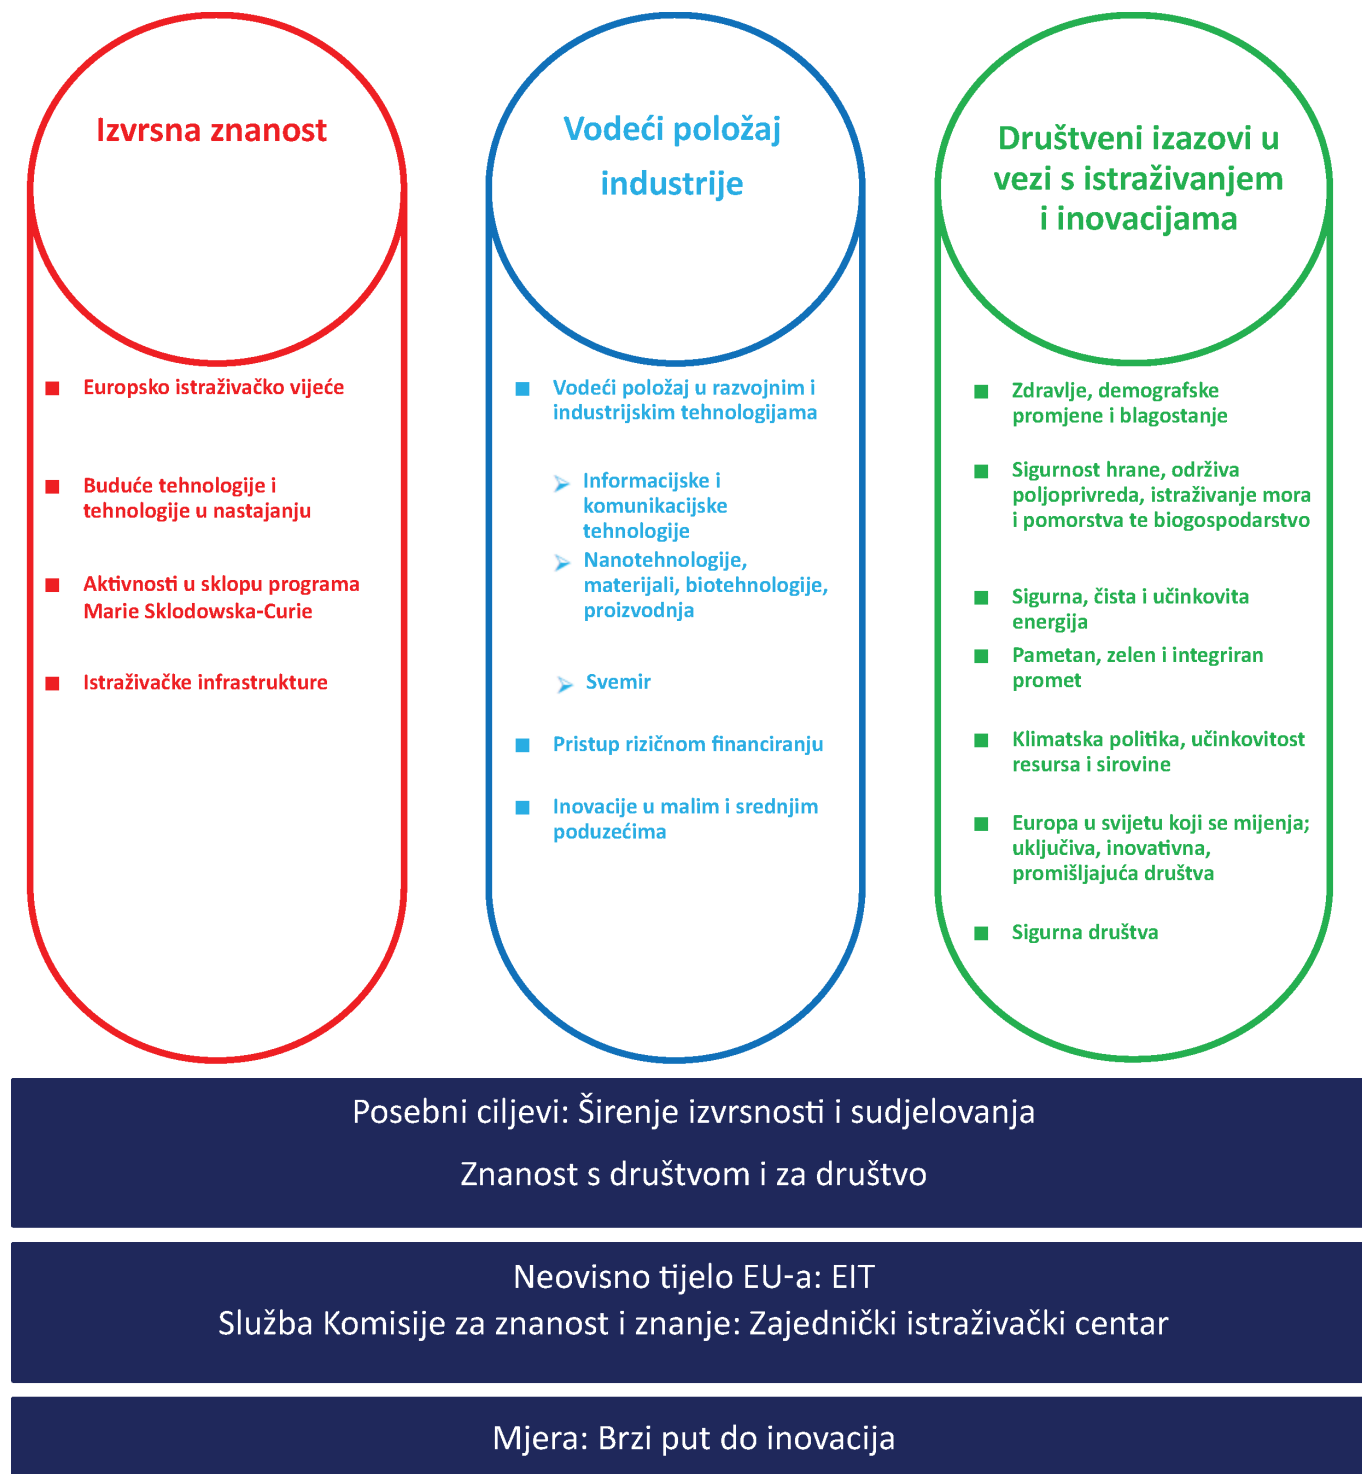 Izvrsna znanost
Europsko istraživačko vijeće
Buduće tehnologije i
tehnologije u nastajanju
Aktivnosti u sklopu programa
Marie Sklodowska-Curie
Istraživačke infrastrukture
Vodeći položaj
industrije
Vodeći položaj u razvojnim i
industrijskim tehnologijama
Informacijske i
komunikacijske
tehnologije
Nanotehnologije,
materijali, biotehnologije,
proizvodnja
Svemir
Pristup rizičnom financiranju
Inovacije u malim i srednjim
poduzećima
Društveni izazovi u
vezi s istraživanjem
i inovacijama
Zdravlje, demografske
promjene i blagostanje
Sigurnost hrane, održiva
poljoprivreda, istraživanje mora
i pomorstva te biogospodarstvo
Sigurna, čista i učinkovita
energija
Pametan, zelen i integriran
promet
Klimatska politika, učinkovitost
resursa i sirovine
Europa u svijetu koji se mijenja;
uključiva, inovativna,
promišljajuća društva
Sigurna društva
Posebni ciljevi: Širenje izvrsnosti i sudjelovanja
Znanost s društvom i za društvo
Neovisno tijelo EU-a: EIT
Služba Komisije za znanost i znanje: Zajednički istraživački centar
Mjera: Brzi put do inovacija